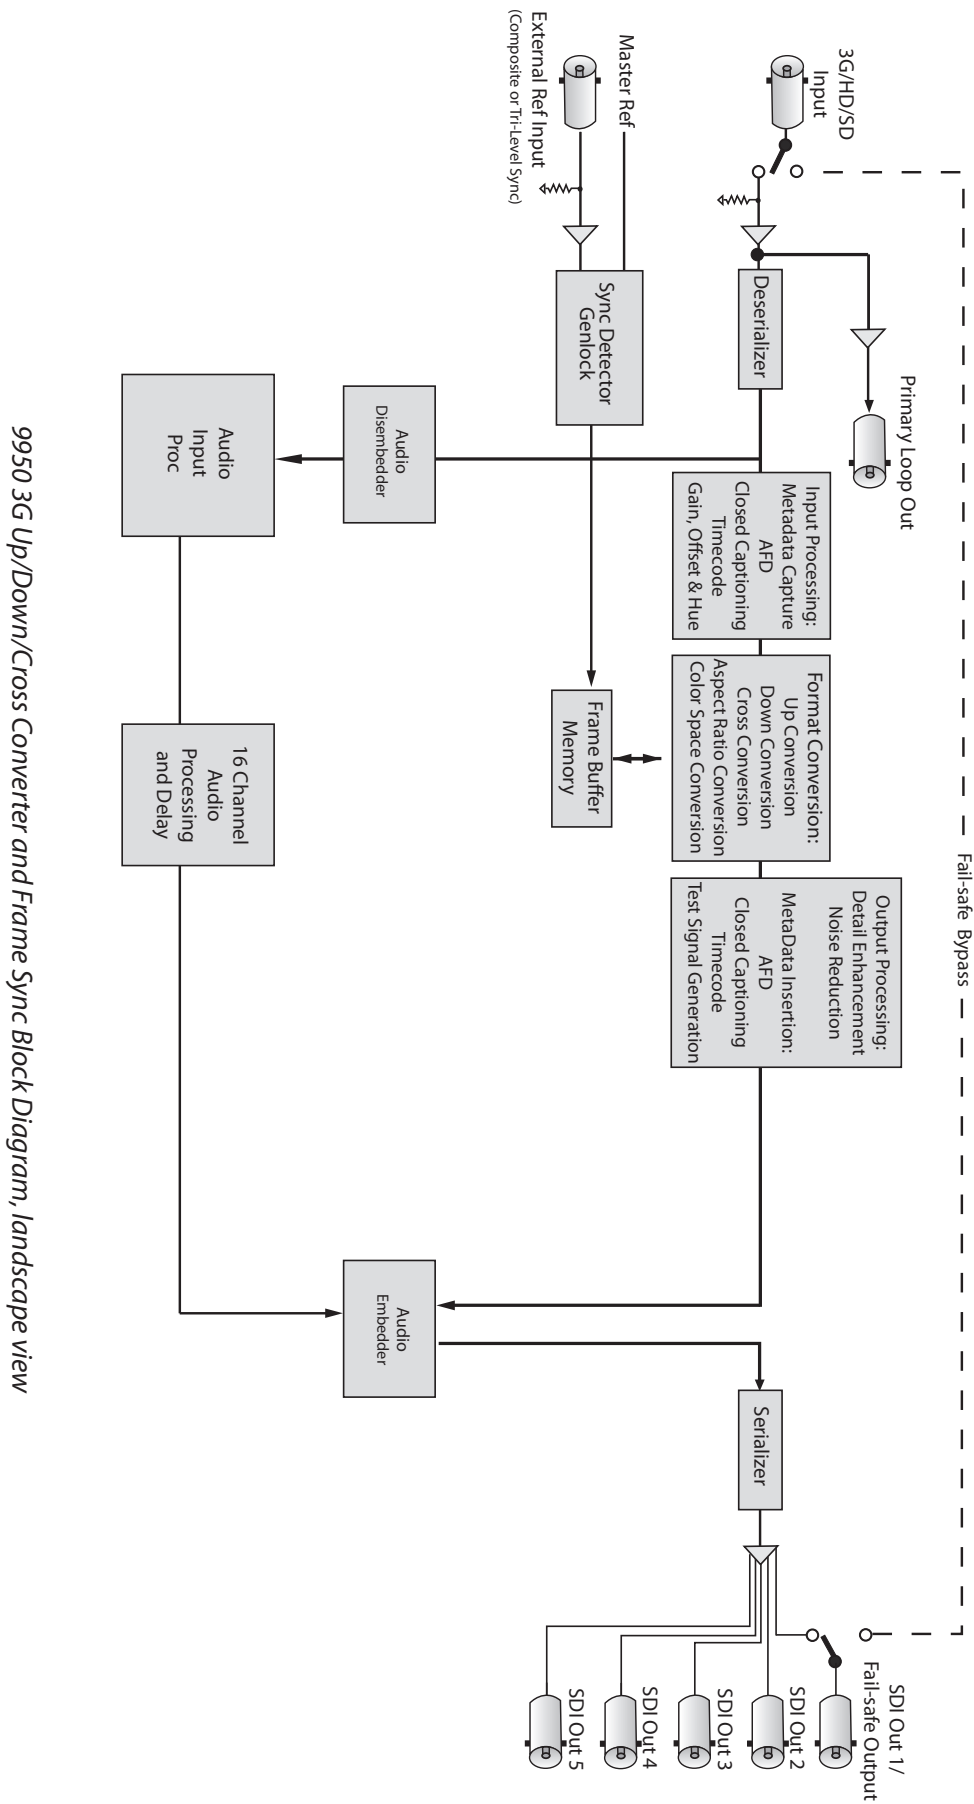 Fail-safe Bypass
3G/HD/SD
Input
Primary Loop Out
Master Ref
External Ref Input
(Composite or Tri-Level Sync)
Deserializer
Sync Detector
Genlock
Input Processing:
Metadata Capture
AFD
Closed Captioning
Timecode
Gain, Offset & Hue
Format Conversion:
Up Conversion
Down Conversion
Cross Conversion
Aspect Ratio Conversion
Color Space Conversion
Output Processing:
Detail Enhancement
Noise Reduction
MetaData Insertion:
AFD
Closed Captioning
Timecode
Test Signal Generation
Frame Buffer
Memory
Audio
Disembedder
Audio
Input
Proc
16 Channel
Audio
Processing
and Delay
Audio
Embedder
Serializer
SDI Out 1/
Fail-safe Output
SDI Out 2
SDI Out 3
SDI Out 4
SDI Out 5
9950 3G Up/Down/Cross Converter and Frame Sync Block Diagram, landscape view